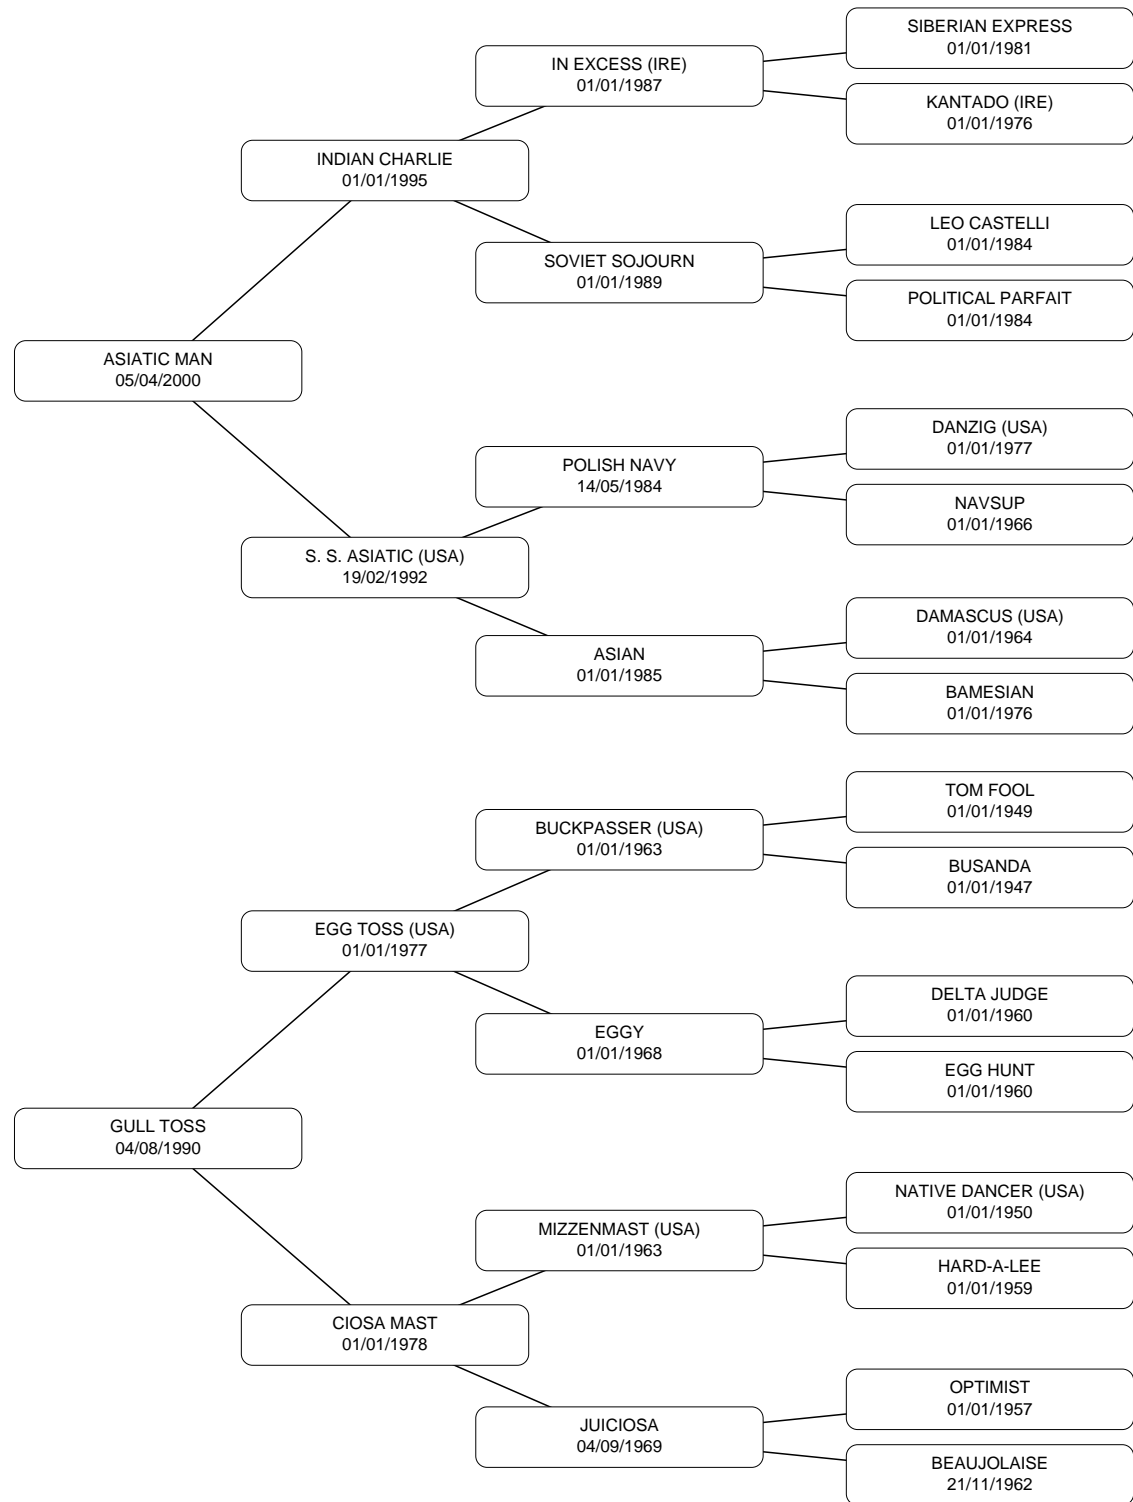 SIBERIAN EXPRESS
01/01/1981
IN EXCESS (IRE)
01/01/1987
KANTADO (IRE)
01/01/1976
INDIAN CHARLIE
01/01/1995
LEO CASTELLI
01/01/1984
SOVIET SOJOURN
01/01/1989
POLITICAL PARFAIT
01/01/1984
ASIATIC MAN
05/04/2000
DANZIG (USA)
01/01/1977
POLISH NAVY
14/05/1984
NAVSUP
01/01/1966
S. S. ASIATIC (USA)
19/02/1992
DAMASCUS (USA)
01/01/1964
ASIAN
01/01/1985
BAMESIAN
01/01/1976
TOM FOOL
01/01/1949
BUCKPASSER (USA)
01/01/1963
BUSANDA
01/01/1947
EGG TOSS (USA)
01/01/1977
DELTA JUDGE
01/01/1960
EGGY
01/01/1968
EGG HUNT
01/01/1960
GULL TOSS
04/08/1990
NATIVE DANCER (USA)
01/01/1950
MIZZENMAST (USA)
01/01/1963
HARD-A-LEE
01/01/1959
CIOSA MAST
01/01/1978
OPTIMIST
01/01/1957
JUICIOSA
04/09/1969
BEAUJOLAISE
21/11/1962